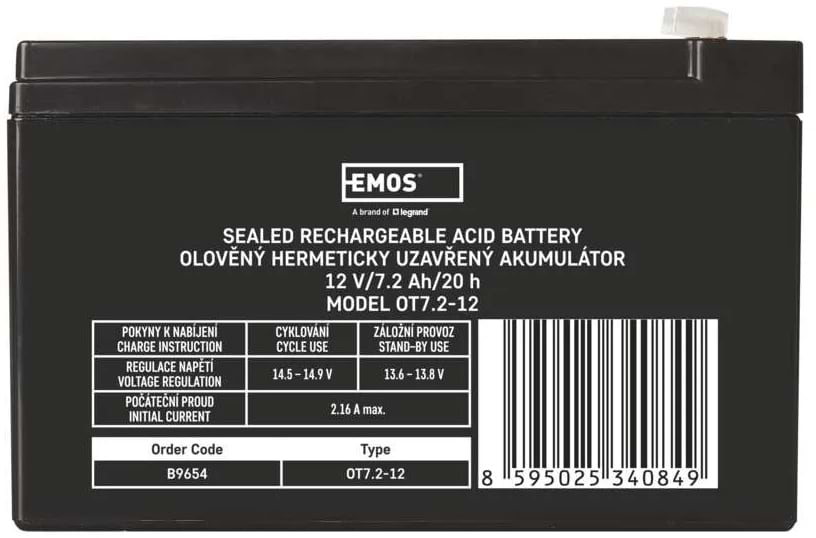 EMOS®
A brand of legrand®
SEALED RECHARGEABLE ACID BATTERY
OLOVĚNÝ HERMETICKY UZAVŘENÝ AKUMULÁTOR
12 V/7.2 Ah/20 h
MODEL OT7.2-12
POKYNY K NABÍJENÍ
CHARGE INSTRUCTION
CYKLOVÁNÍ
CYCLE USE
ZÁLOŽNÍ PROVOZ
STAND-BY USE
REGULACE NAPĚTÍ
VOLTAGE REGULATION
14.5 – 14.9 V
13.6 – 13.8 V
POČÁTEČNÍ PROUD
INITIAL CURRENT
2.16 A max.
Order Code
Type
B9654
OT7.2-12
8 595025 340849